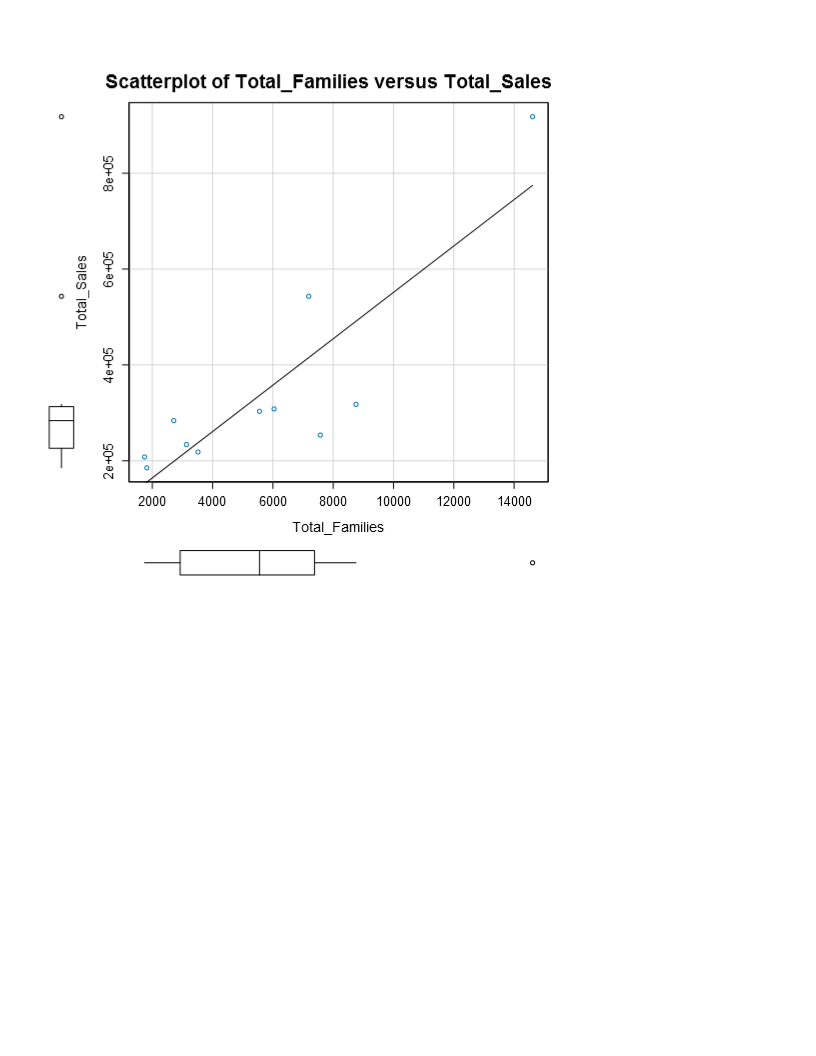 Scatterplot of Total_Families versus Total_Sales
8e+05
6e+05
4e+05
2e+05
Total_Sales
2000 4000 6000 8000 10000 12000 14000
Total_Families